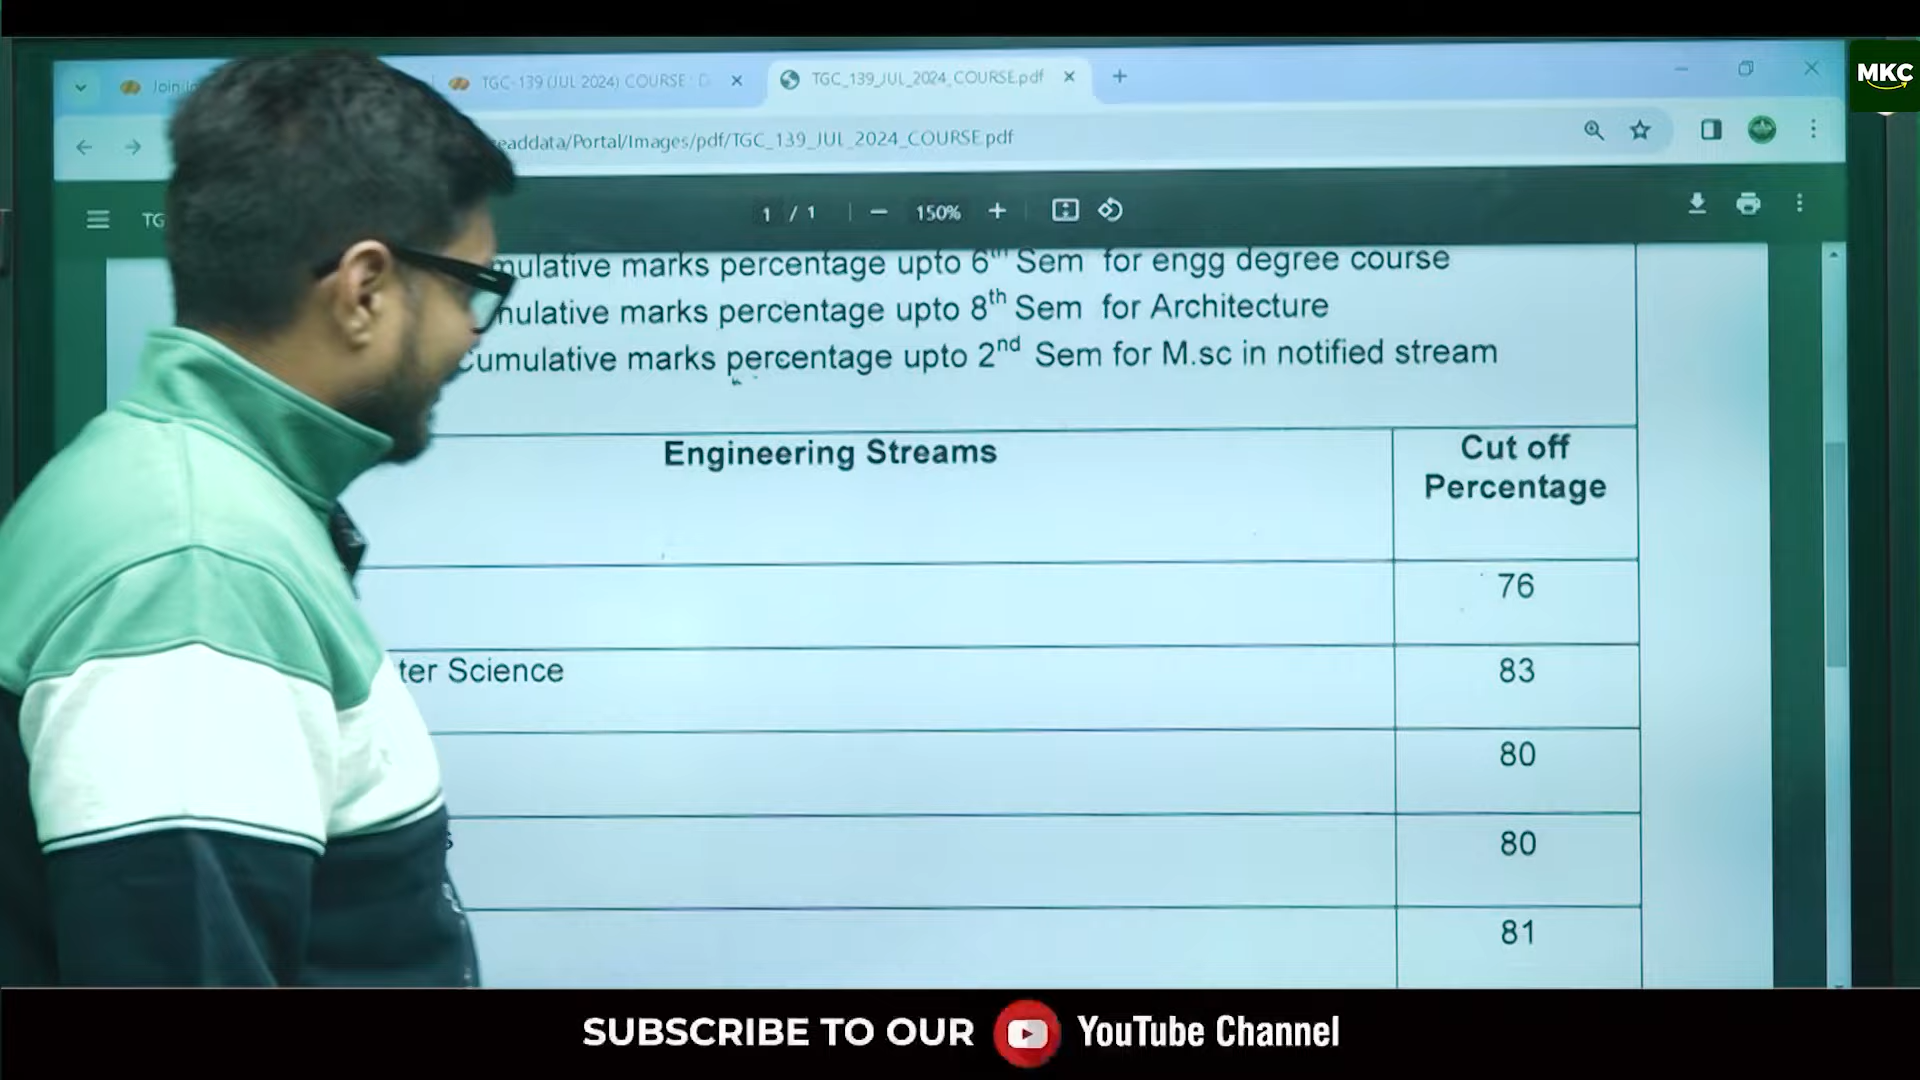 MKC
Join
TGC-139 (JUL 2024) COURSE : D
TGC_139_JUL_2024_COURSE.pdf
eaddata/Portal/Images/pdf/TGC_139_JUL_2024_COURSE.pdf
TG
1 / 1
150%
mulative marks percentage upto 6th Sem for engg degree course
mulative marks percentage upto 8th Sem for Architecture
Cumulative marks percentage upto 2nd Sem for M.sc in notified stream
Engineering Streams
Cut off
Percentage
76
ter Science
83
80
s
80
81
SUBSCRIBE TO OUR YouTube Channel